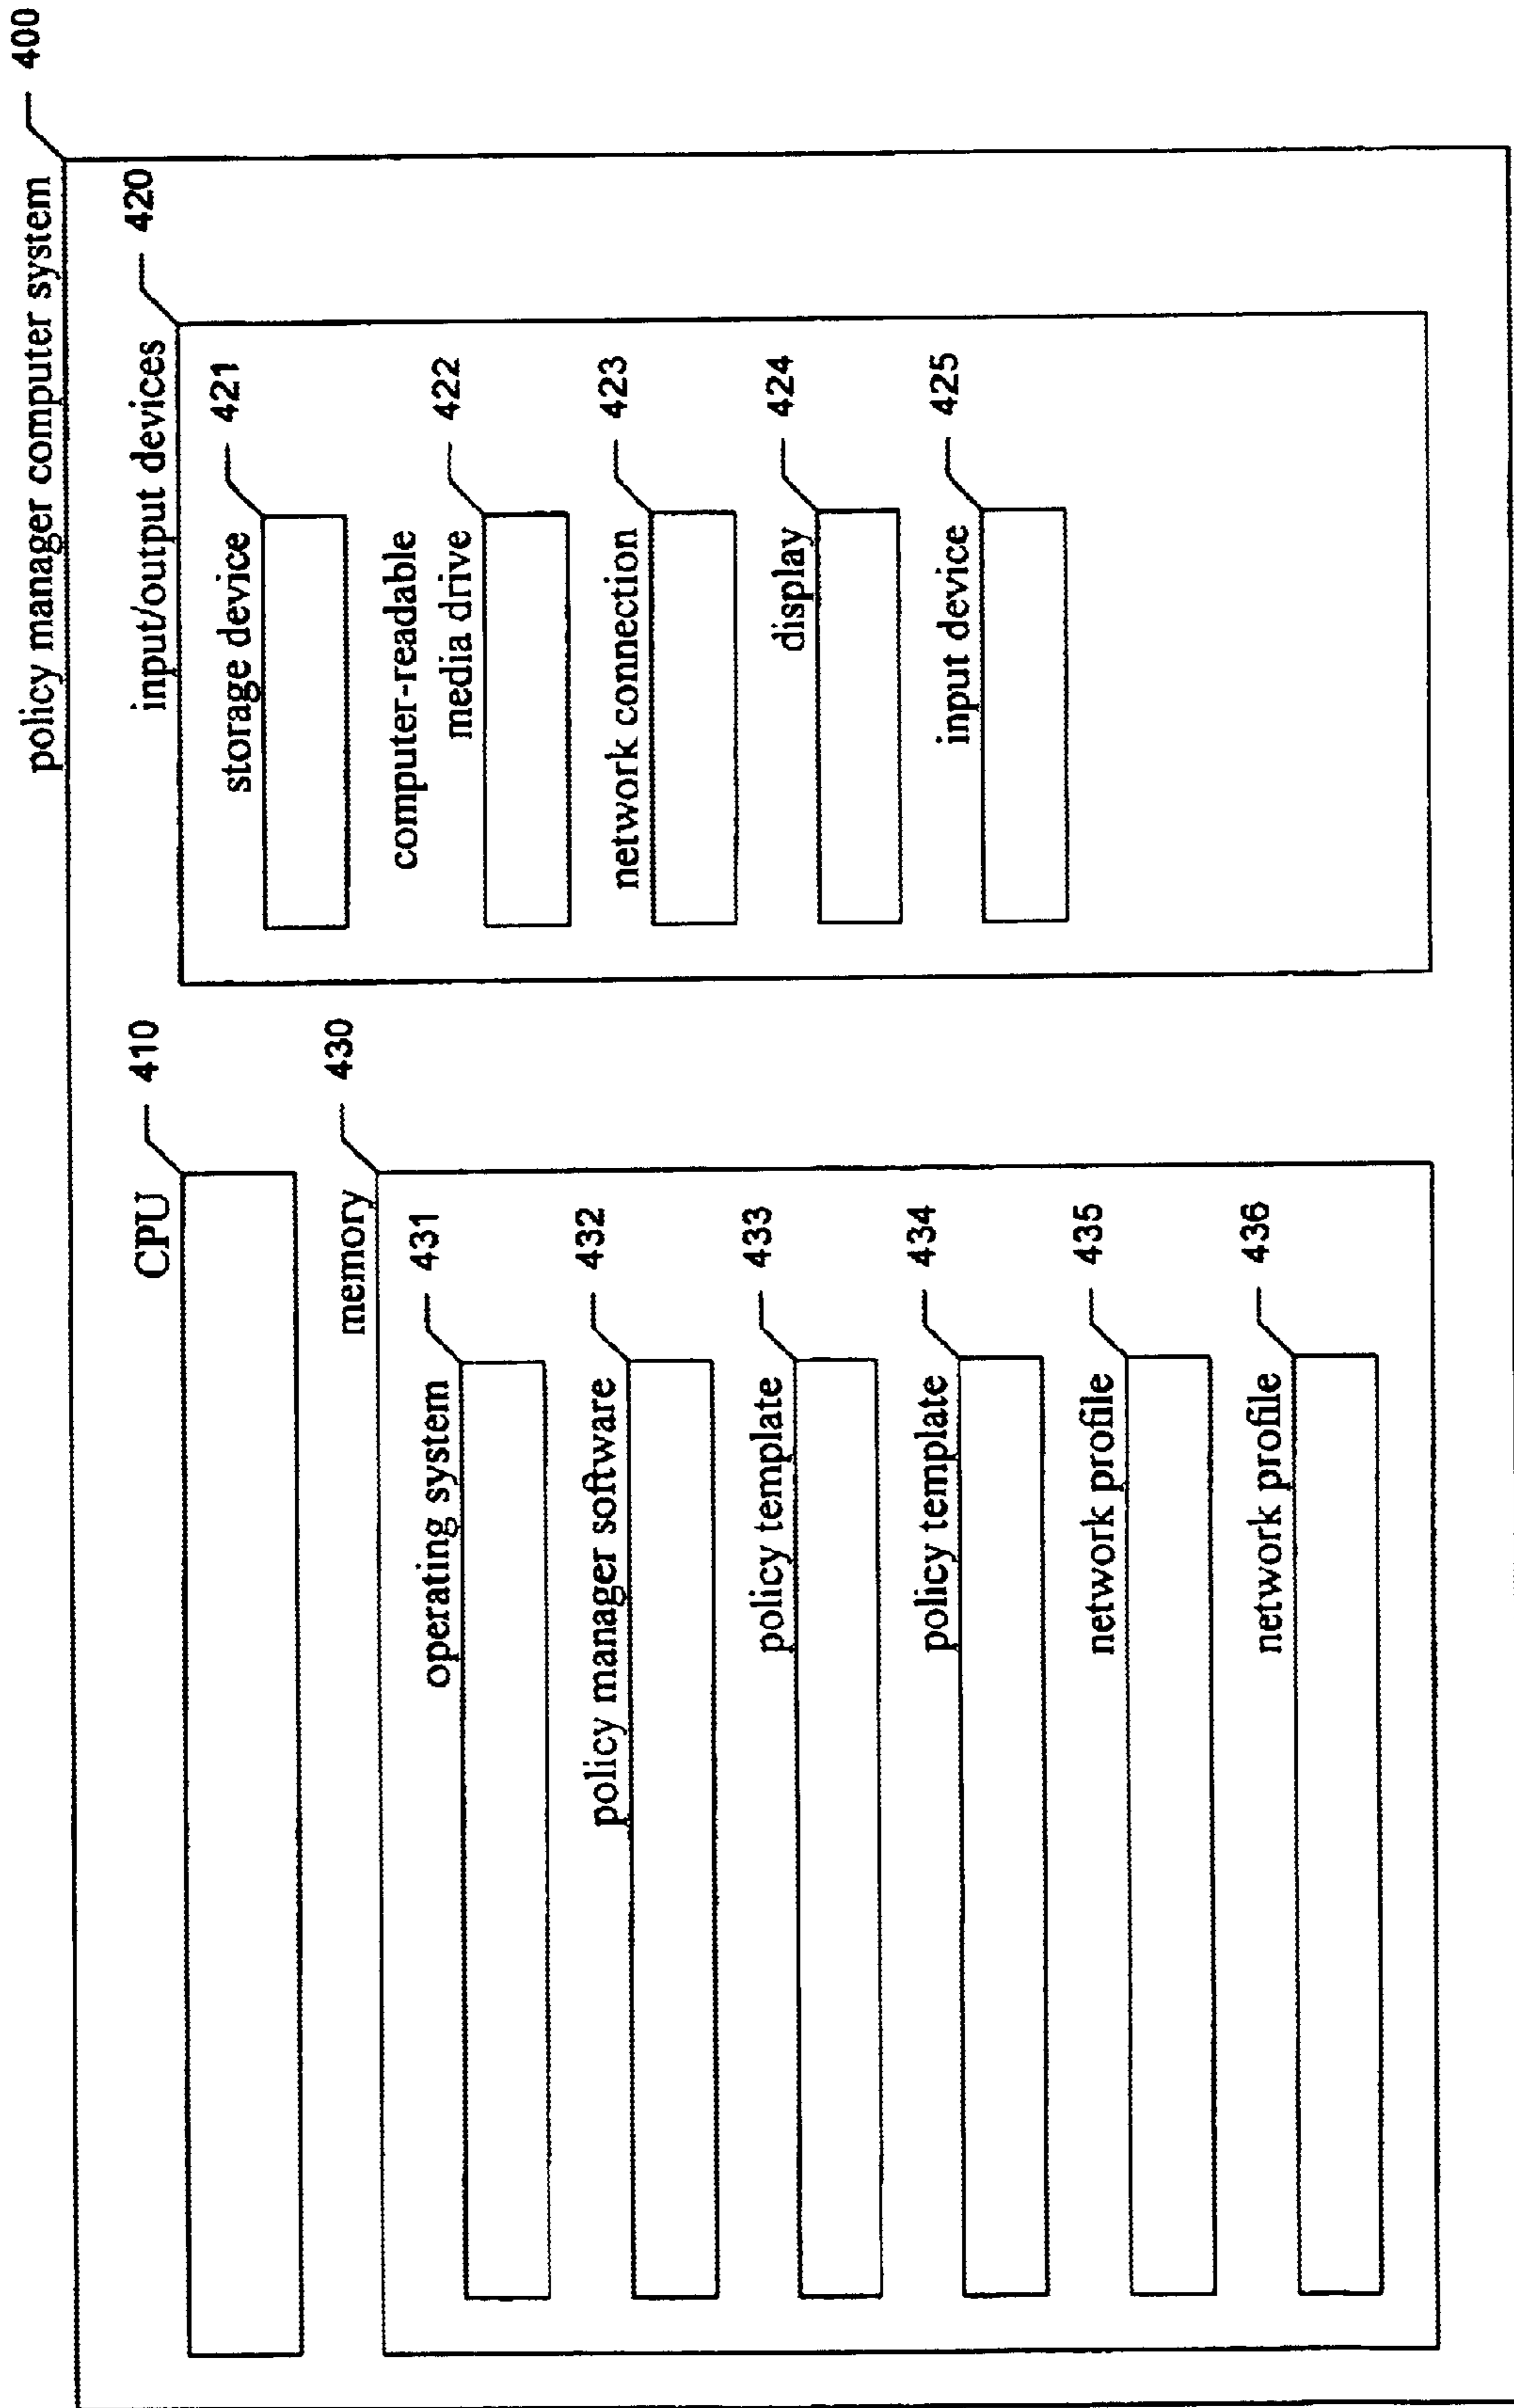 policy manager computer system 400
CPU 410
memory 430
operating system 431
policy manager software 432
policy template 433
policy template 434
network profile 435
network profile 436
input/output devices 420
storage device 421
computer-readable
media drive 422
network connection 423
display 424
input device 425